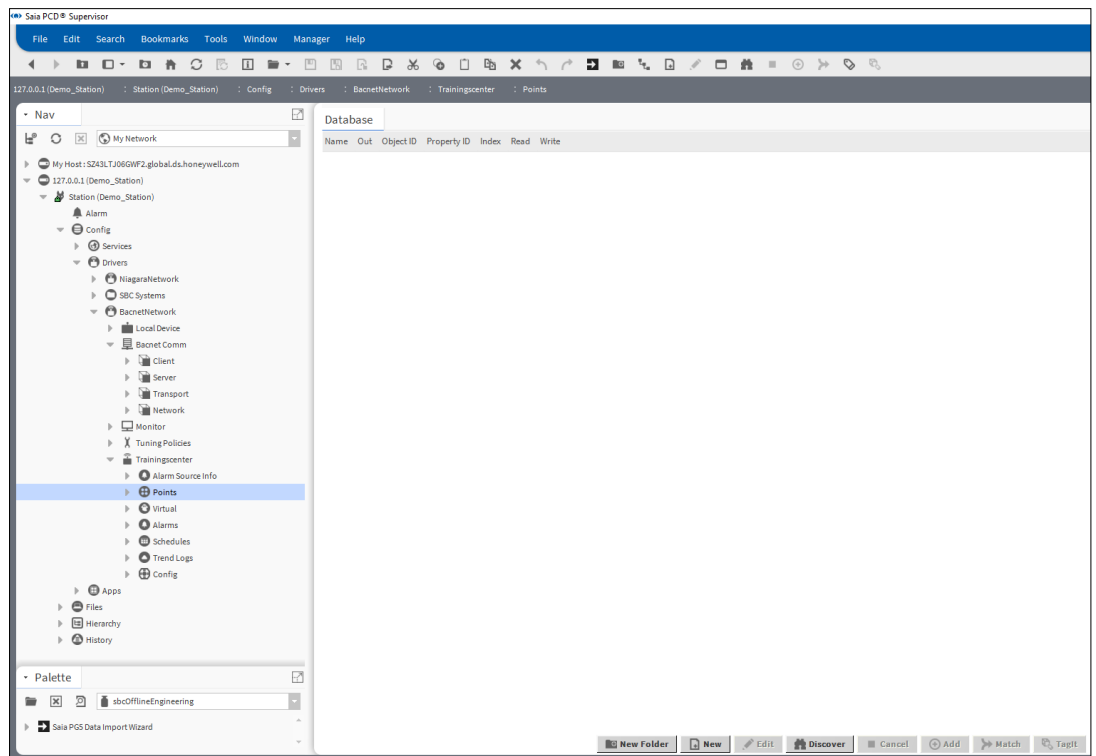 Saia PCD® Supervisor
File Edit Search Bookmarks Tools Window Manager Help
127.0.0.1 (Demo_Station) : Station (Demo_Station) : Config : Drivers : BacnetNetwork : Trainingscenter : Points
Nav
My Network
My Host : SZ43LTJ06GWF2.global.ds.honeywell.com
127.0.0.1 (Demo_Station)
Station (Demo_Station)
Alarm
Config
Services
Drivers
NiagaraNetwork
SBC Systems
BacnetNetwork
Local Device
Bacnet Comm
Client
Server
Transport
Network
Monitor
Tuning Policies
Trainingscenter
Alarm Source Info
Points
Virtual
Alarms
Schedules
Trend Logs
Config
Apps
Files
Hierarchy
History
Palette
sbcOfflineEngineering
Saia PG5 Data Import Wizard
Database
Name Out Object ID Property ID Index Read Write
New Folder New Edit Discover Cancel Add Match TagIt